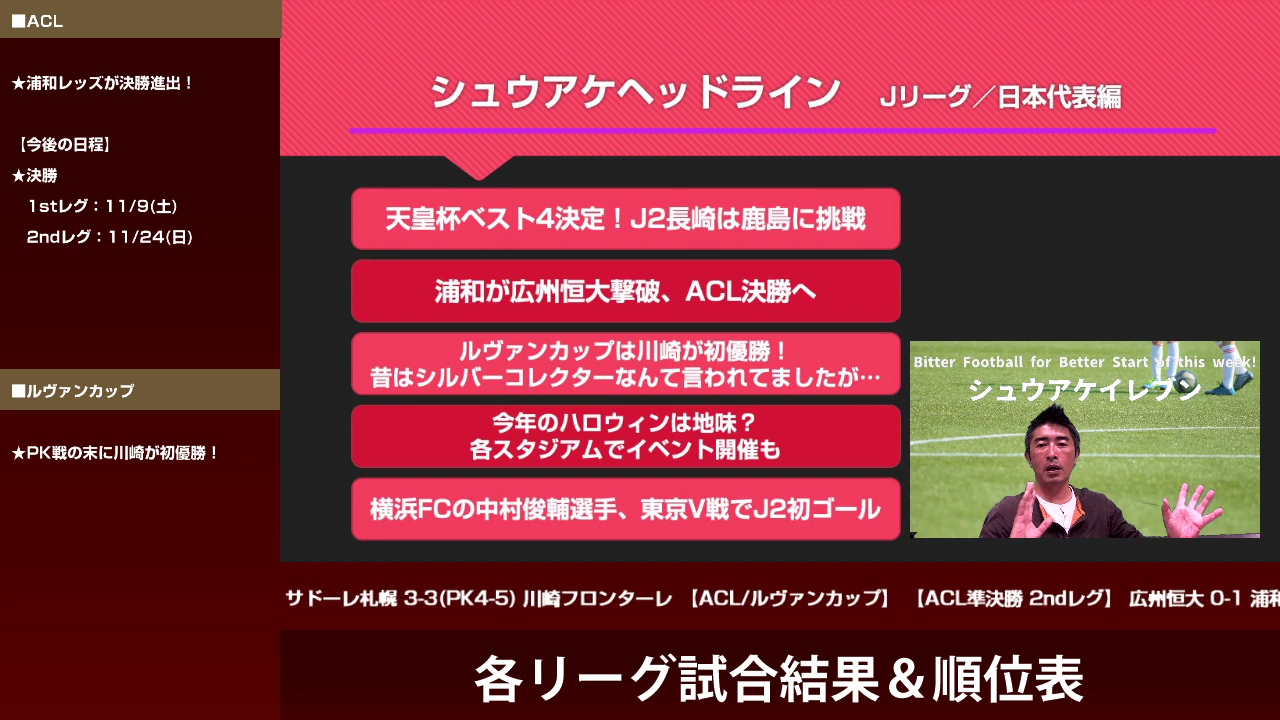 ■ACL
★浦和レッズが決勝進出！
【今後の日程】
★決勝
1stレグ：11/9(土)
2ndレグ：11/24(日)
■ルヴァンカップ
★PK戦の末に川崎が初優勝！
シュウアケヘッドライン Jリーグ／日本代表編
天皇杯ベスト4決定！J2長崎は鹿島に挑戦
浦和が広州恒大撃破、ACL決勝へ
ルヴァンカップは川崎が初優勝！
昔はシルバーコレクターなんて言われてましたが…
今年のハロウィンは地味？
各スタジアムでイベント開催も
横浜FCの中村俊輔選手、東京V戦でJ2初ゴール
Bitter Football for Better Start of this week!
シュウアケイレブン
サドーレ札幌 3-3(PK4-5) 川崎フロンターレ 【ACL/ルヴァンカップ】 【ACL準決勝 2ndレグ】 広州恒大 0-1 浦和
各リーグ試合結果＆順位表